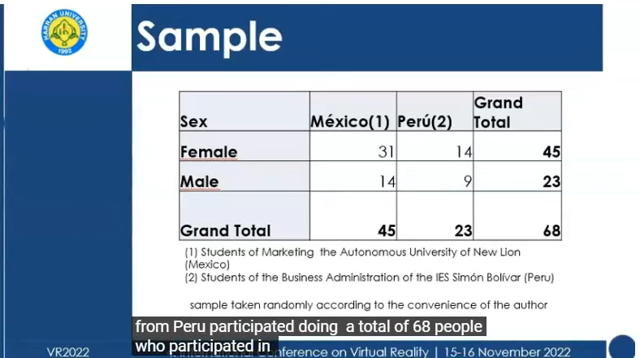 HARRAN UNIVERSITY
1992
Sample
Sex México(1) Perú(2) Grand Total
Female 31 14 45
Male 14 9 23
Grand Total 45 23 68
(1) Students of Marketing the Autonomous University of New Lion
(Mexico)
(2) Students of the Business Administration of the IES Simón Bolívar (Peru)
sample taken randomly according to the convenience of the author
from Peru participated doing a total of 68 people
who participated in
VR2022
Conference on Virtual Reality | 15-16 November 2022